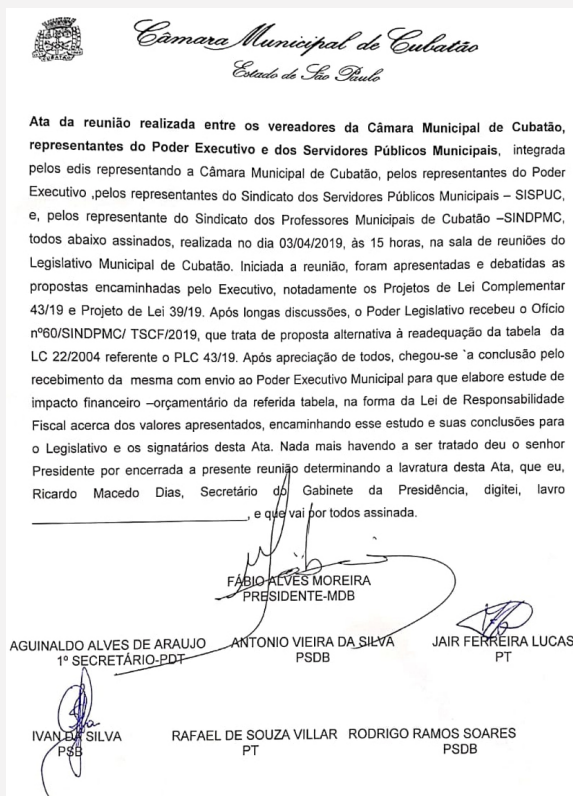 Câmara Municipal de Cubatão
Estado de São Paulo
Ata da reunião realizada entre os vereadores da Câmara Municipal de Cubatão,
representantes do Poder Executivo e dos Servidores Públicos Municipais, integrada
pelos edis representando a Câmara Municipal de Cubatão, pelos representantes do Poder
Executivo ,pelos representantes do Sindicato dos Servidores Públicos Municipais – SISPUC,
e, pelos representante do Sindicato dos Professores Municipais de Cubatão –SINDPMC,
todos abaixo assinados, realizada no dia 03/04/2019, às 15 horas, na sala de reuniões do
Legislativo Municipal de Cubatão. Iniciada a reunião, foram apresentadas e debatidas as
propostas encaminhadas pelo Executivo, notadamente os Projetos de Lei Complementar
43/19 e Projeto de Lei 39/19. Após longas discussões, o Poder Legislativo recebeu o Ofício
nº60/SINDPMC/ TSCF/2019, que trata de proposta alternativa à readequação da tabela da
LC 22/2004 referente o PLC 43/19. Após apreciação de todos, chegou-se `a conclusão pelo
recebimento da mesma com envio ao Poder Executivo Municipal para que elabore estude de
impacto financeiro –orçamentário da referida tabela, na forma da Lei de Responsabilidade
Fiscal acerca dos valores apresentados, encaminhando esse estudo e suas conclusões para
o Legislativo e os signatários desta Ata. Nada mais havendo a ser tratado deu o senhor
Presidente por encerrada a presente reunião determinando a lavratura desta Ata, que eu,
Ricardo Macedo Dias, Secretário do Gabinete da Presidência, digitei, lavro
, e que vai por todos assinada.
FÁBIO ALVES MOREIRA
PRESIDENTE-MDB
AGUINALDO ALVES DE ARAUJO ANTONIO VIEIRA DA SILVA JAIR FERREIRA LUCAS
1º SECRETÁRIO-PDT PSDB PT
IVAN DA SILVA RAFAEL DE SOUZA VILLAR RODRIGO RAMOS SOARES
PSB PT PSDB